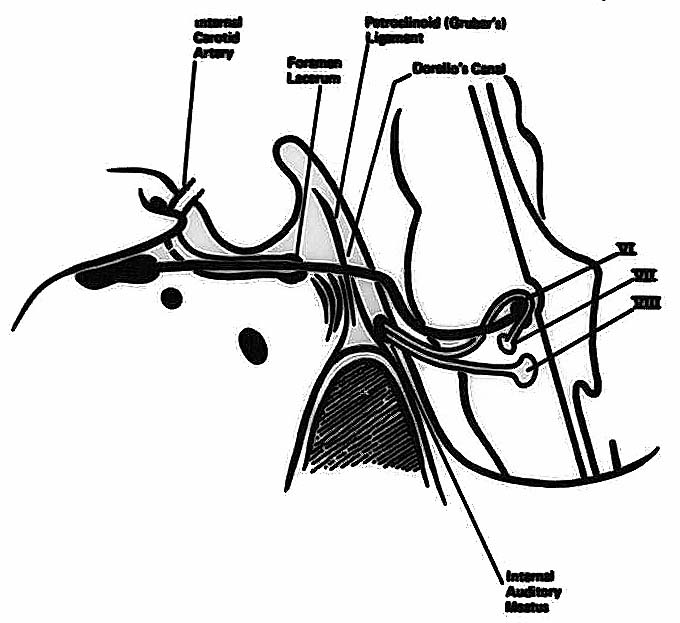 Internal
Carotid
Artery
Petroclinoid (Gruber's)
Ligament
Foramen
Lacerum
Dorello's Canal
VI
VII
VIII
Internal
Auditory
Meatus